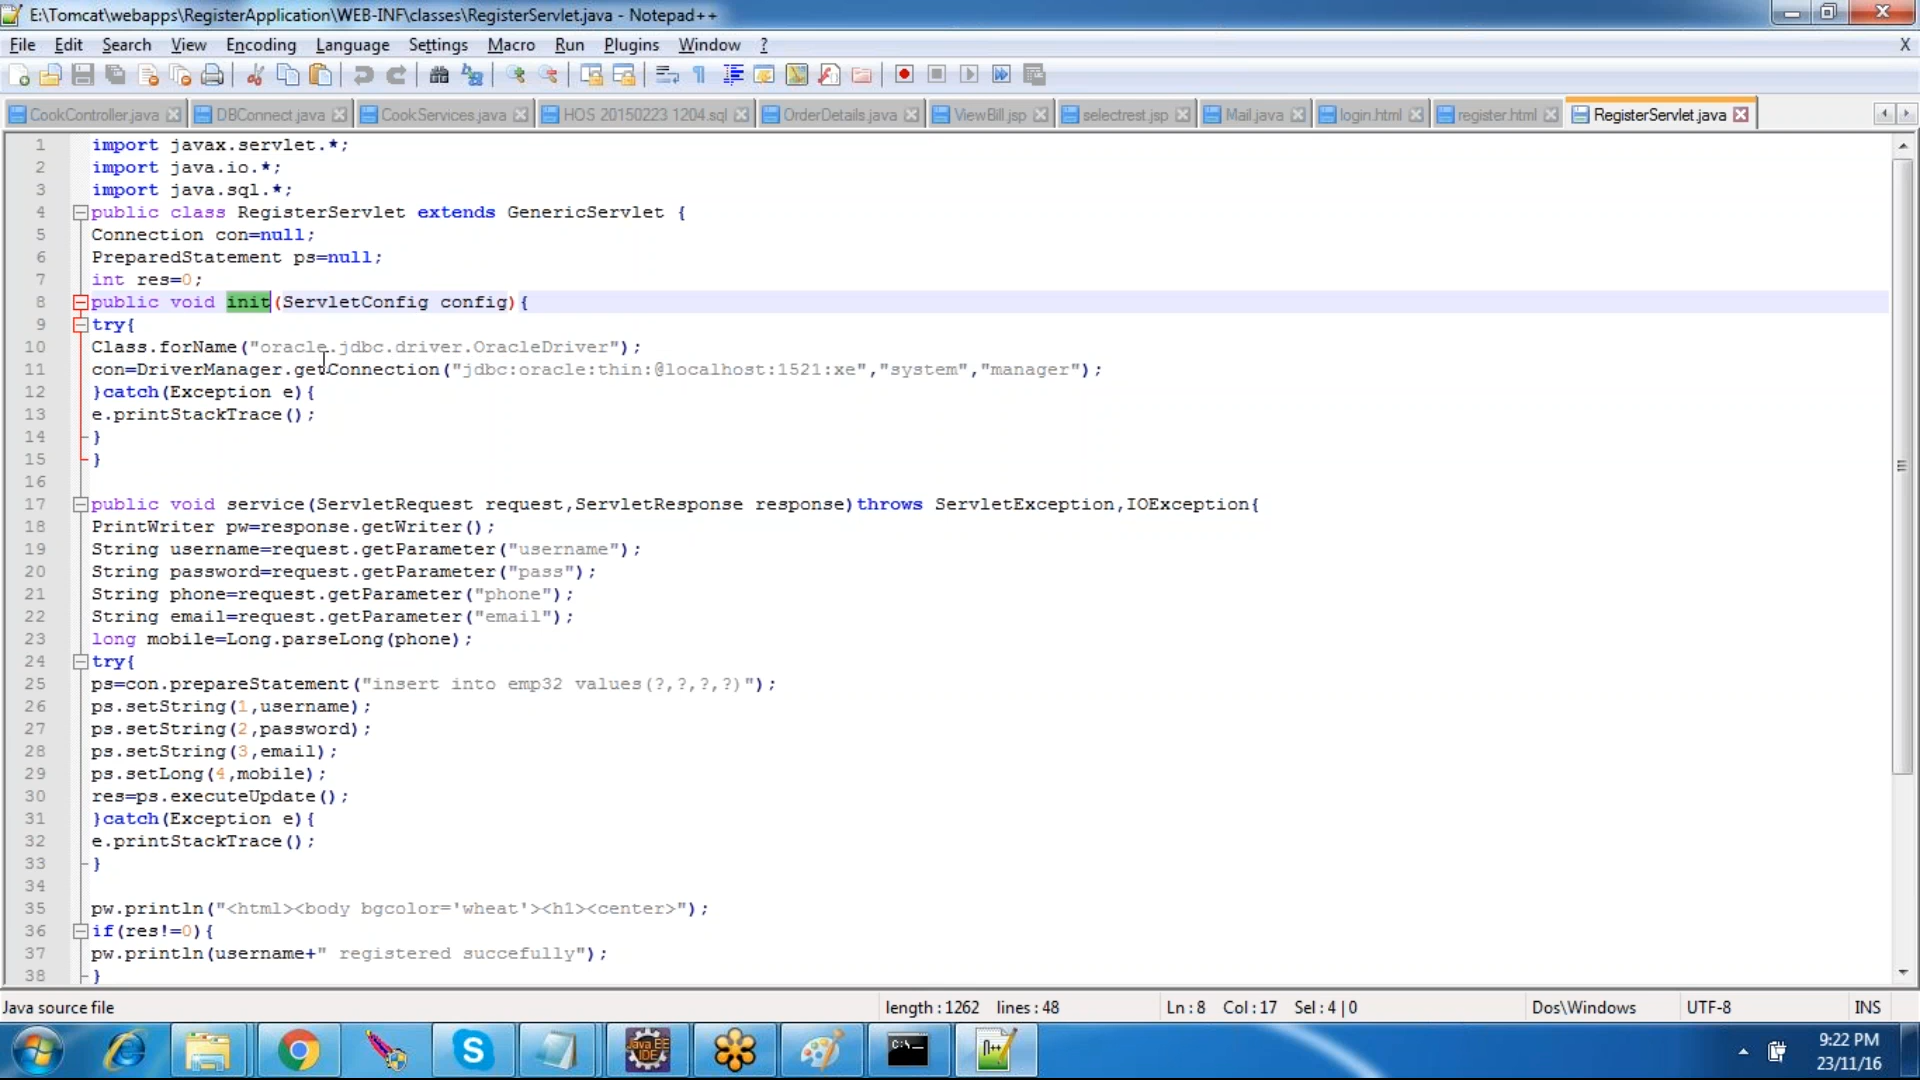 E:\Tomcat\webapps\RegisterApplication\WEB-INF\classes\RegisterServlet.java - Notepad++
File Edit Search View Encoding Language Settings Macro Run Plugins Window ? X
CookController.java DBConnect.java CookServices.java HOS 20150223 1204.sql OrderDetails.java ViewBill.jsp selectrest.jsp Mail.java login.html register.html RegisterServlet.java
1 import javax.servlet.*;
2 import java.io.*;
3 import java.sql.*;
4 public class RegisterServlet extends GenericServlet {
5 Connection con=null;
6 PreparedStatement ps=null;
7 int res=0;
8 public void init(ServletConfig config){
9 try{
10 Class.forName("oracle.jdbc.driver.OracleDriver");
11 con=DriverManager.getConnection("jdbc:oracle:thin:@localhost:1521:xe","system","manager");
12 }catch(Exception e){
13 e.printStackTrace();
14 }
15 }
16
17 public void service(ServletRequest request,ServletResponse response)throws ServletException,IOException{
18 PrintWriter pw=response.getWriter();
19 String username=request.getParameter("username");
20 String password=request.getParameter("pass");
21 String phone=request.getParameter("phone");
22 String email=request.getParameter("email");
23 long mobile=Long.parseLong(phone);
24 try{
25 ps=con.prepareStatement("insert into emp32 values(?,?,?,?)");
26 ps.setString(1,username);
27 ps.setString(2,password);
28 ps.setString(3,email);
29 ps.setLong(4,mobile);
30 res=ps.executeUpdate();
31 }catch(Exception e){
32 e.printStackTrace();
33 }
34
35 pw.println("<html><body bgcolor='wheat'><h1><center>");
36 if(res!=0){
37 pw.println(username+" registered succefully");
38 }
Java source file length : 1262 lines : 48 Ln : 8 Col : 17 Sel : 4 | 0 Dos\Windows UTF-8 INS
Java EE IDE C:\. n++ 9:22 PM
23/11/16